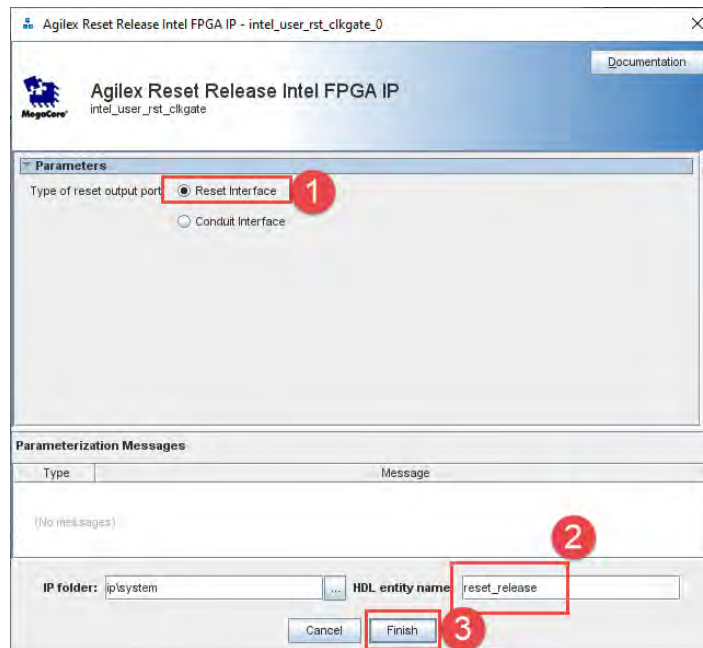 Agilex Reset Release Intel FPGA IP - intel_user_rst_clkgate_0
Documentation
MegaCore®
Agilex Reset Release Intel FPGA IP
intel_user_rst_clkgate
Parameters
Type of reset output port
Reset Interface
1
Conduit Interface
Parameterization Messages
Type Message
(No messages)
2
IP folder: ip\system ... HDL entity name reset_release
Cancel Finish 3